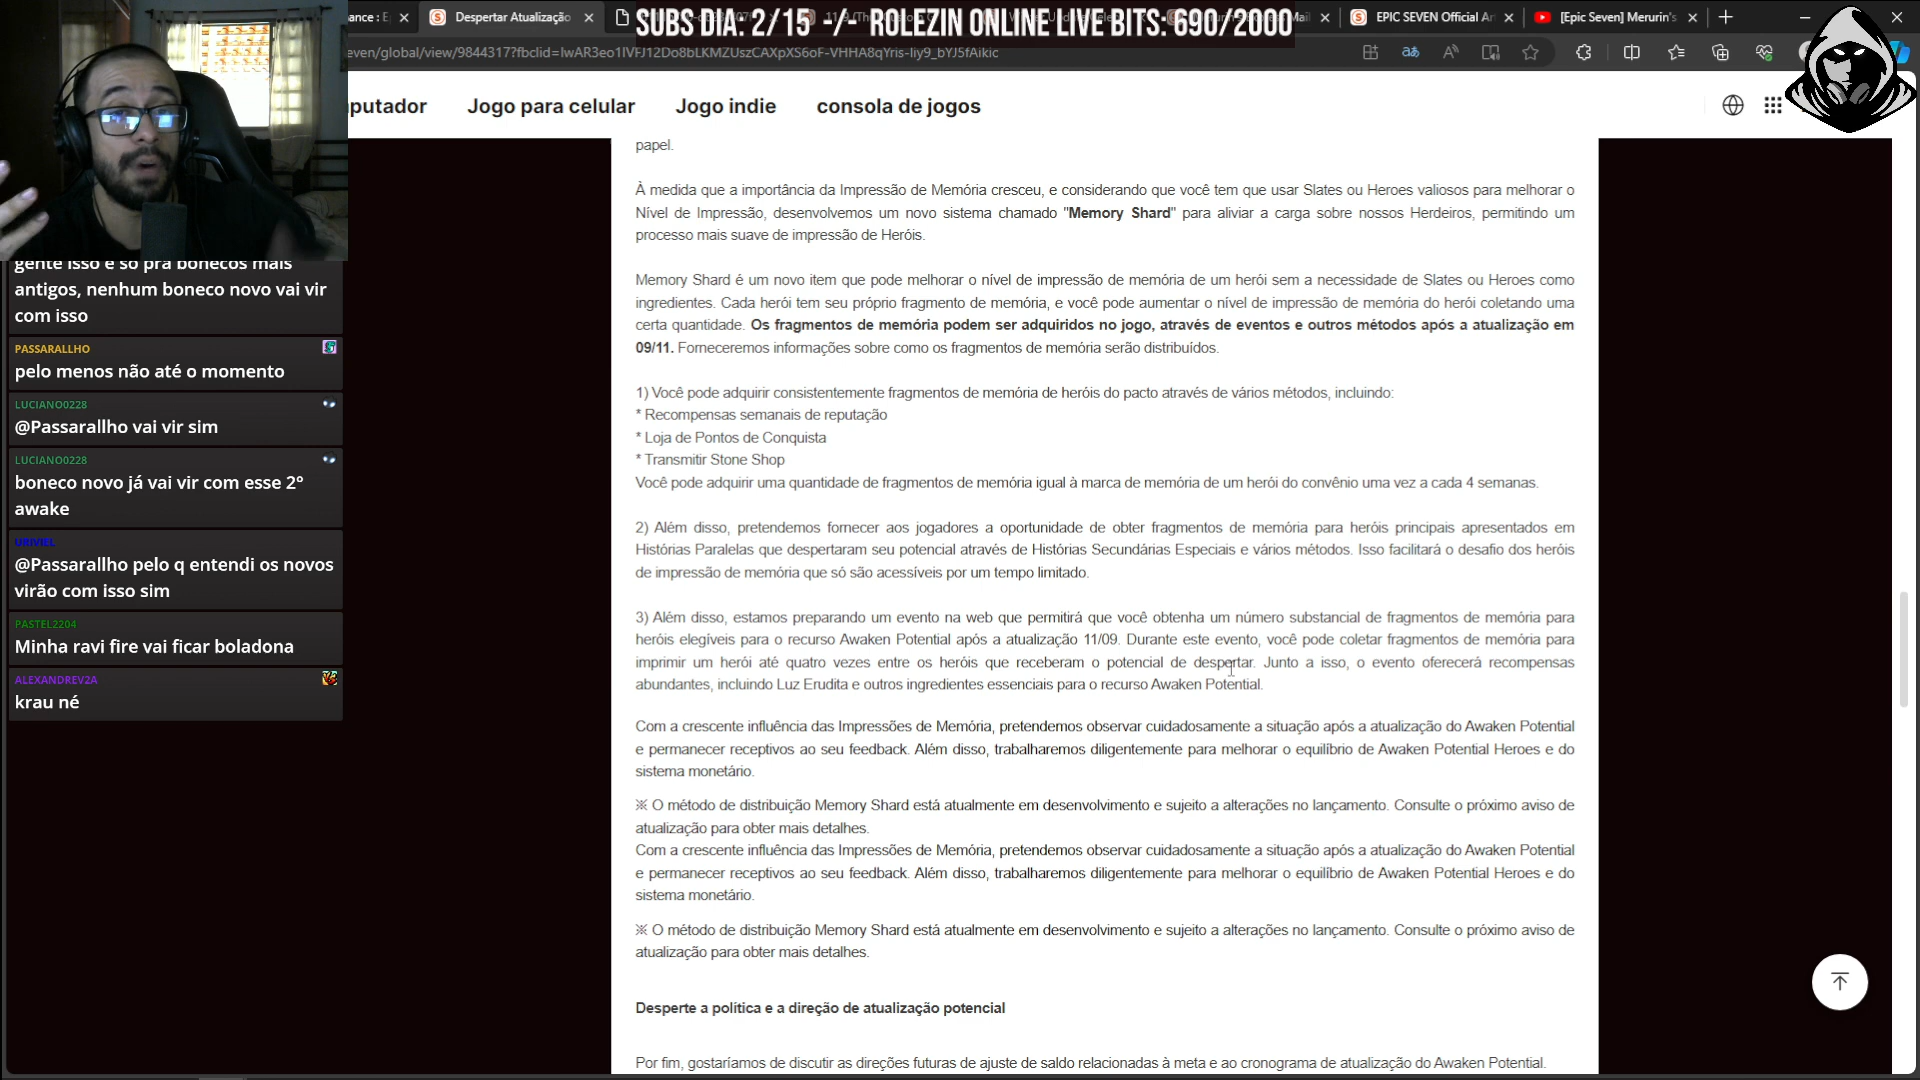 ance : E
Despertar Atualização
EPIC SEVEN Official Ar
[Epic Seven] Merurin's
SUBS DIA: 2/15 -/- ROLEZIN ONLINE LIVE BITS: 690/2000
even/global/view/9844317?fbclid=IwAR3eo1IVFJ12Do8bLKMZUszCAXpXS6oF-VHHA8qYris-Iiy9_bYJ5fAikic
putador
Jogo para celular
Jogo indie
consola de jogos
papel.
À medida que a importância da Impressão de Memória cresceu, e considerando que você tem que usar Slates ou Heroes valiosos para melhorar o
Nível de Impressão, desenvolvemos um novo sistema chamado "Memory Shard" para aliviar a carga sobre nossos Herdeiros, permitindo um
processo mais suave de impressão de Heróis.
Memory Shard é um novo item que pode melhorar o nível de impressão de memória de um herói sem a necessidade de Slates ou Heroes como
ingredientes. Cada herói tem seu próprio fragmento de memória, e você pode aumentar o nível de impressão de memória do herói coletando uma
certa quantidade. Os fragmentos de memória podem ser adquiridos no jogo, através de eventos e outros métodos após a atualização em
09/11. Forneceremos informações sobre como os fragmentos de memória serão distribuídos.
1) Você pode adquirir consistentemente fragmentos de memória de heróis do pacto através de vários métodos, incluindo:
* Recompensas semanais de reputação
* Loja de Pontos de Conquista
* Transmitir Stone Shop
Você pode adquirir uma quantidade de fragmentos de memória igual à marca de memória de um herói do convênio uma vez a cada 4 semanas.
2) Além disso, pretendemos fornecer aos jogadores a oportunidade de obter fragmentos de memória para heróis principais apresentados em
Histórias Paralelas que despertaram seu potencial através de Histórias Secundárias Especiais e vários métodos. Isso facilitará o desafio dos heróis
de impressão de memória que só são acessíveis por um tempo limitado.
3) Além disso, estamos preparando um evento na web que permitirá que você obtenha um número substancial de fragmentos de memória para
heróis elegíveis para o recurso Awaken Potential após a atualização 11/09. Durante este evento, você pode coletar fragmentos de memória para
imprimir um herói até quatro vezes entre os heróis que receberam o potencial de despertar. Junto a isso, o evento oferecerá recompensas
abundantes, incluindo Luz Erudita e outros ingredientes essenciais para o recurso Awaken Potential.
Com a crescente influência das Impressões de Memória, pretendemos observar cuidadosamente a situação após a atualização do Awaken Potential
e permanecer receptivos ao seu feedback. Além disso, trabalharemos diligentemente para melhorar o equilíbrio de Awaken Potential Heroes e do
sistema monetário.
※ O método de distribuição Memory Shard está atualmente em desenvolvimento e sujeito a alterações no lançamento. Consulte o próximo aviso de
atualização para obter mais detalhes.
Com a crescente influência das Impressões de Memória, pretendemos observar cuidadosamente a situação após a atualização do Awaken Potential
e permanecer receptivos ao seu feedback. Além disso, trabalharemos diligentemente para melhorar o equilíbrio de Awaken Potential Heroes e do
sistema monetário.
※ O método de distribuição Memory Shard está atualmente em desenvolvimento e sujeito a alterações no lançamento. Consulte o próximo aviso de
atualização para obter mais detalhes.
Desperte a política e a direção de atualização potencial
Por fim, gostaríamos de discutir as direções futuras de ajuste de saldo relacionadas à meta e ao cronograma de atualização do Awaken Potential.
gente isso é só pra bonecos mais
antigos, nenhum boneco novo vai vir
com isso
PASSARALLHO
pelo menos não até o momento
LUCIANO0228
@Passarallho vai vir sim
LUCIANO0228
boneco novo já vai vir com esse 2°
awake
URIVIEL
@Passarallho pelo q entendi os novos
virão com isso sim
PASTEL2204
Minha ravi fire vai ficar boladona
ALEXANDREV2A
krau né